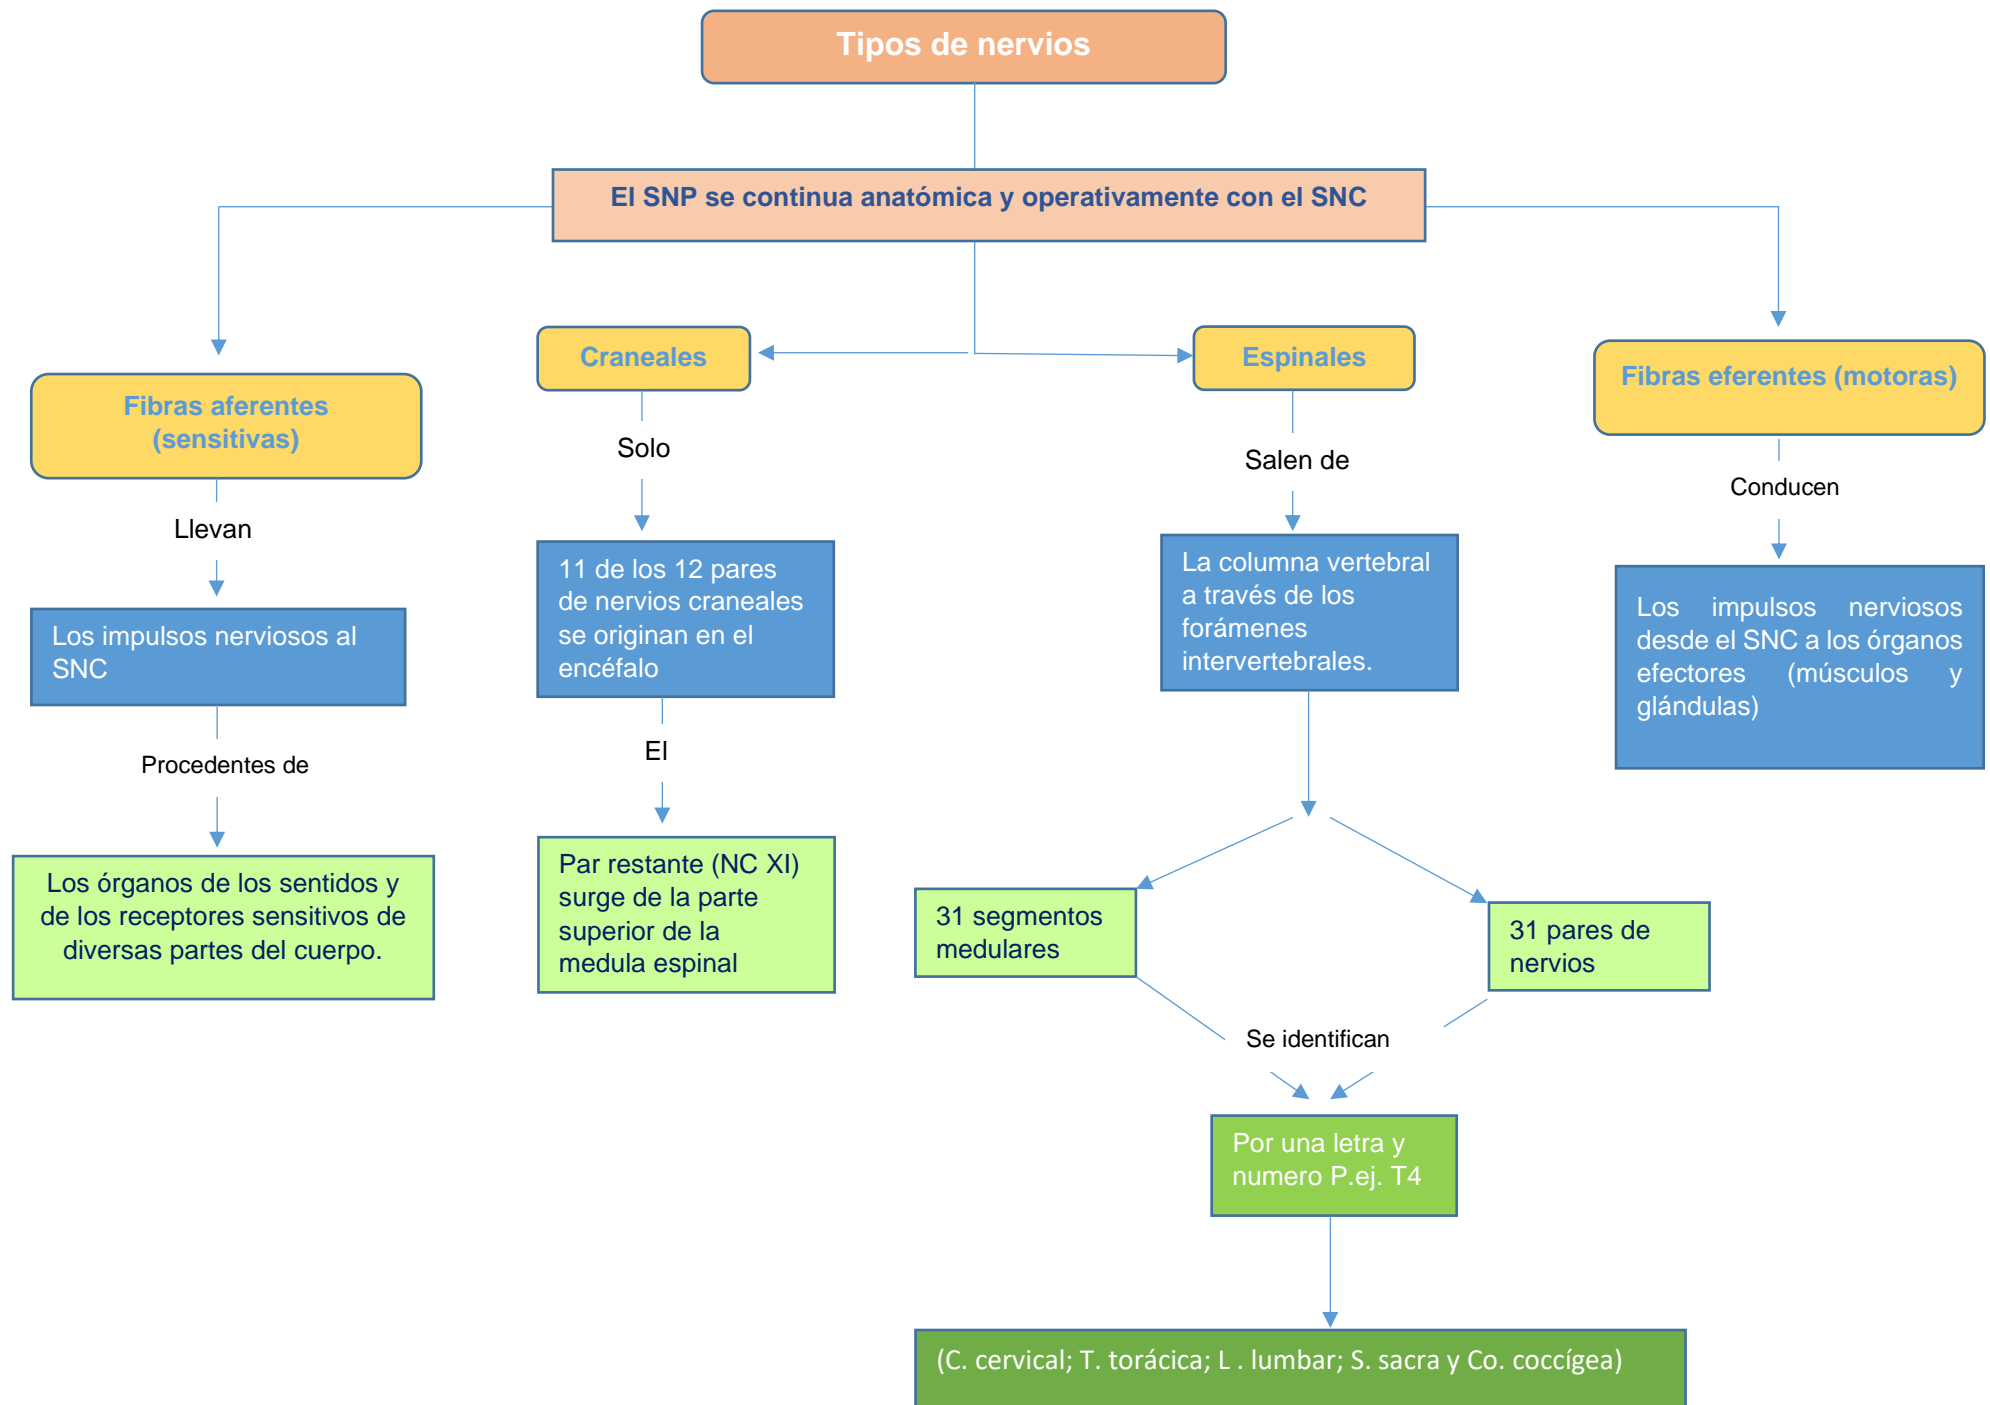 Tipos de nervios
El SNP se continua anatómica y operativamente con el SNC
Fibras aferentes
(sensitivas)
Llevan
Los impulsos nerviosos al
SNC
Procedentes de
Los órganos de los sentidos y
de los receptores sensitivos de
diversas partes del cuerpo.
Craneales
Solo
11 de los 12 pares
de nervios craneales
se originan en el
encéfalo
El
Par restante (NC XI)
surge de la parte
superior de la
medula espinal
Espinales
Salen de
La columna vertebral
a través de los
forámenes
intervertebrales.
31 segmentos
medulares
31 pares de
nervios
Se identifican
Por una letra y
numero P.ej. T4
(C. cervical; T. torácica; L . lumbar; S. sacra y Co. coccígea)
Fibras eferentes (motoras)
Conducen
Los impulsos nerviosos
desde el SNC a los órganos
efectores (músculos y
glándulas)